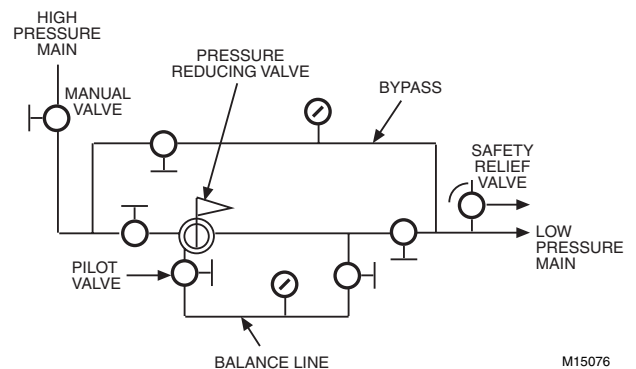 HIGH
PRESSURE
MAIN
MANUAL
VALVE
PRESSURE
REDUCING VALVE
BYPASS
SAFETY
RELIEF
VALVE
LOW
PRESSURE
MAIN
PILOT
VALVE
BALANCE LINE
M15076